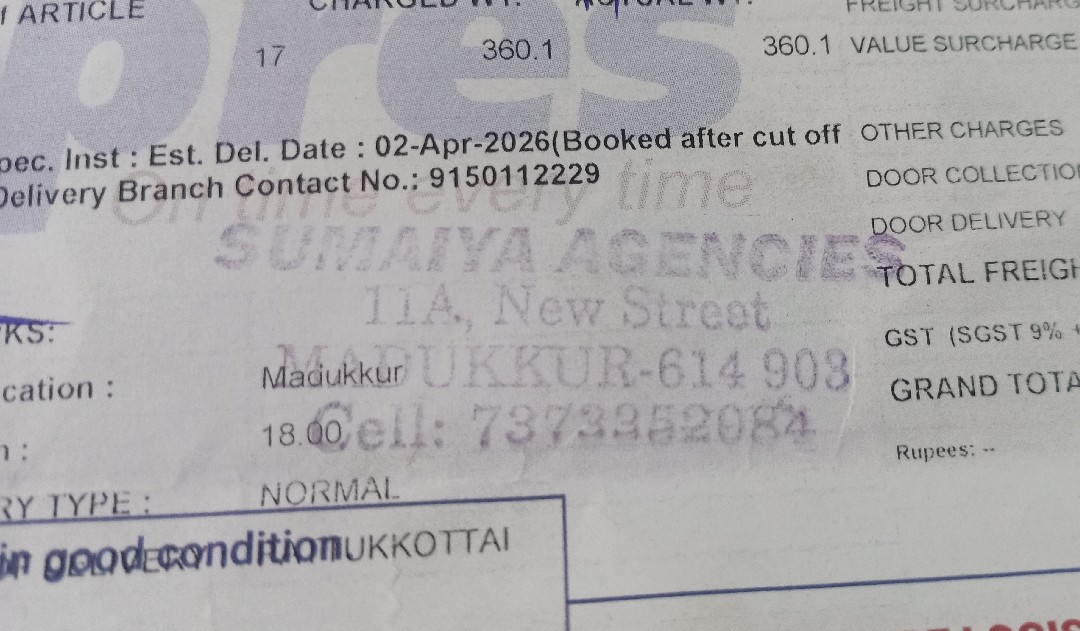 ARTICLE
17 360.1 360.1 VALUE SURCHARGE
Inst : Est. Del. Date : 02-Apr-2026(Booked after cut off
Delivery Branch Contact No.: 9150112229
On time every time
OTHER CHARGES
DOOR COLLECTIO
DOOR DELIVERY
TOTAL FREIGH
GST (SGST 9% +
GRAND TOTA
Rupees: --
SUMAIYA AGENCIES
11A, New Street
MADUKKUR-614 903
Cell: 7373352084
KS:
cation : Madukkur
18.00
RY TYPE : NORMAL
in good condition
UKKOTTAI